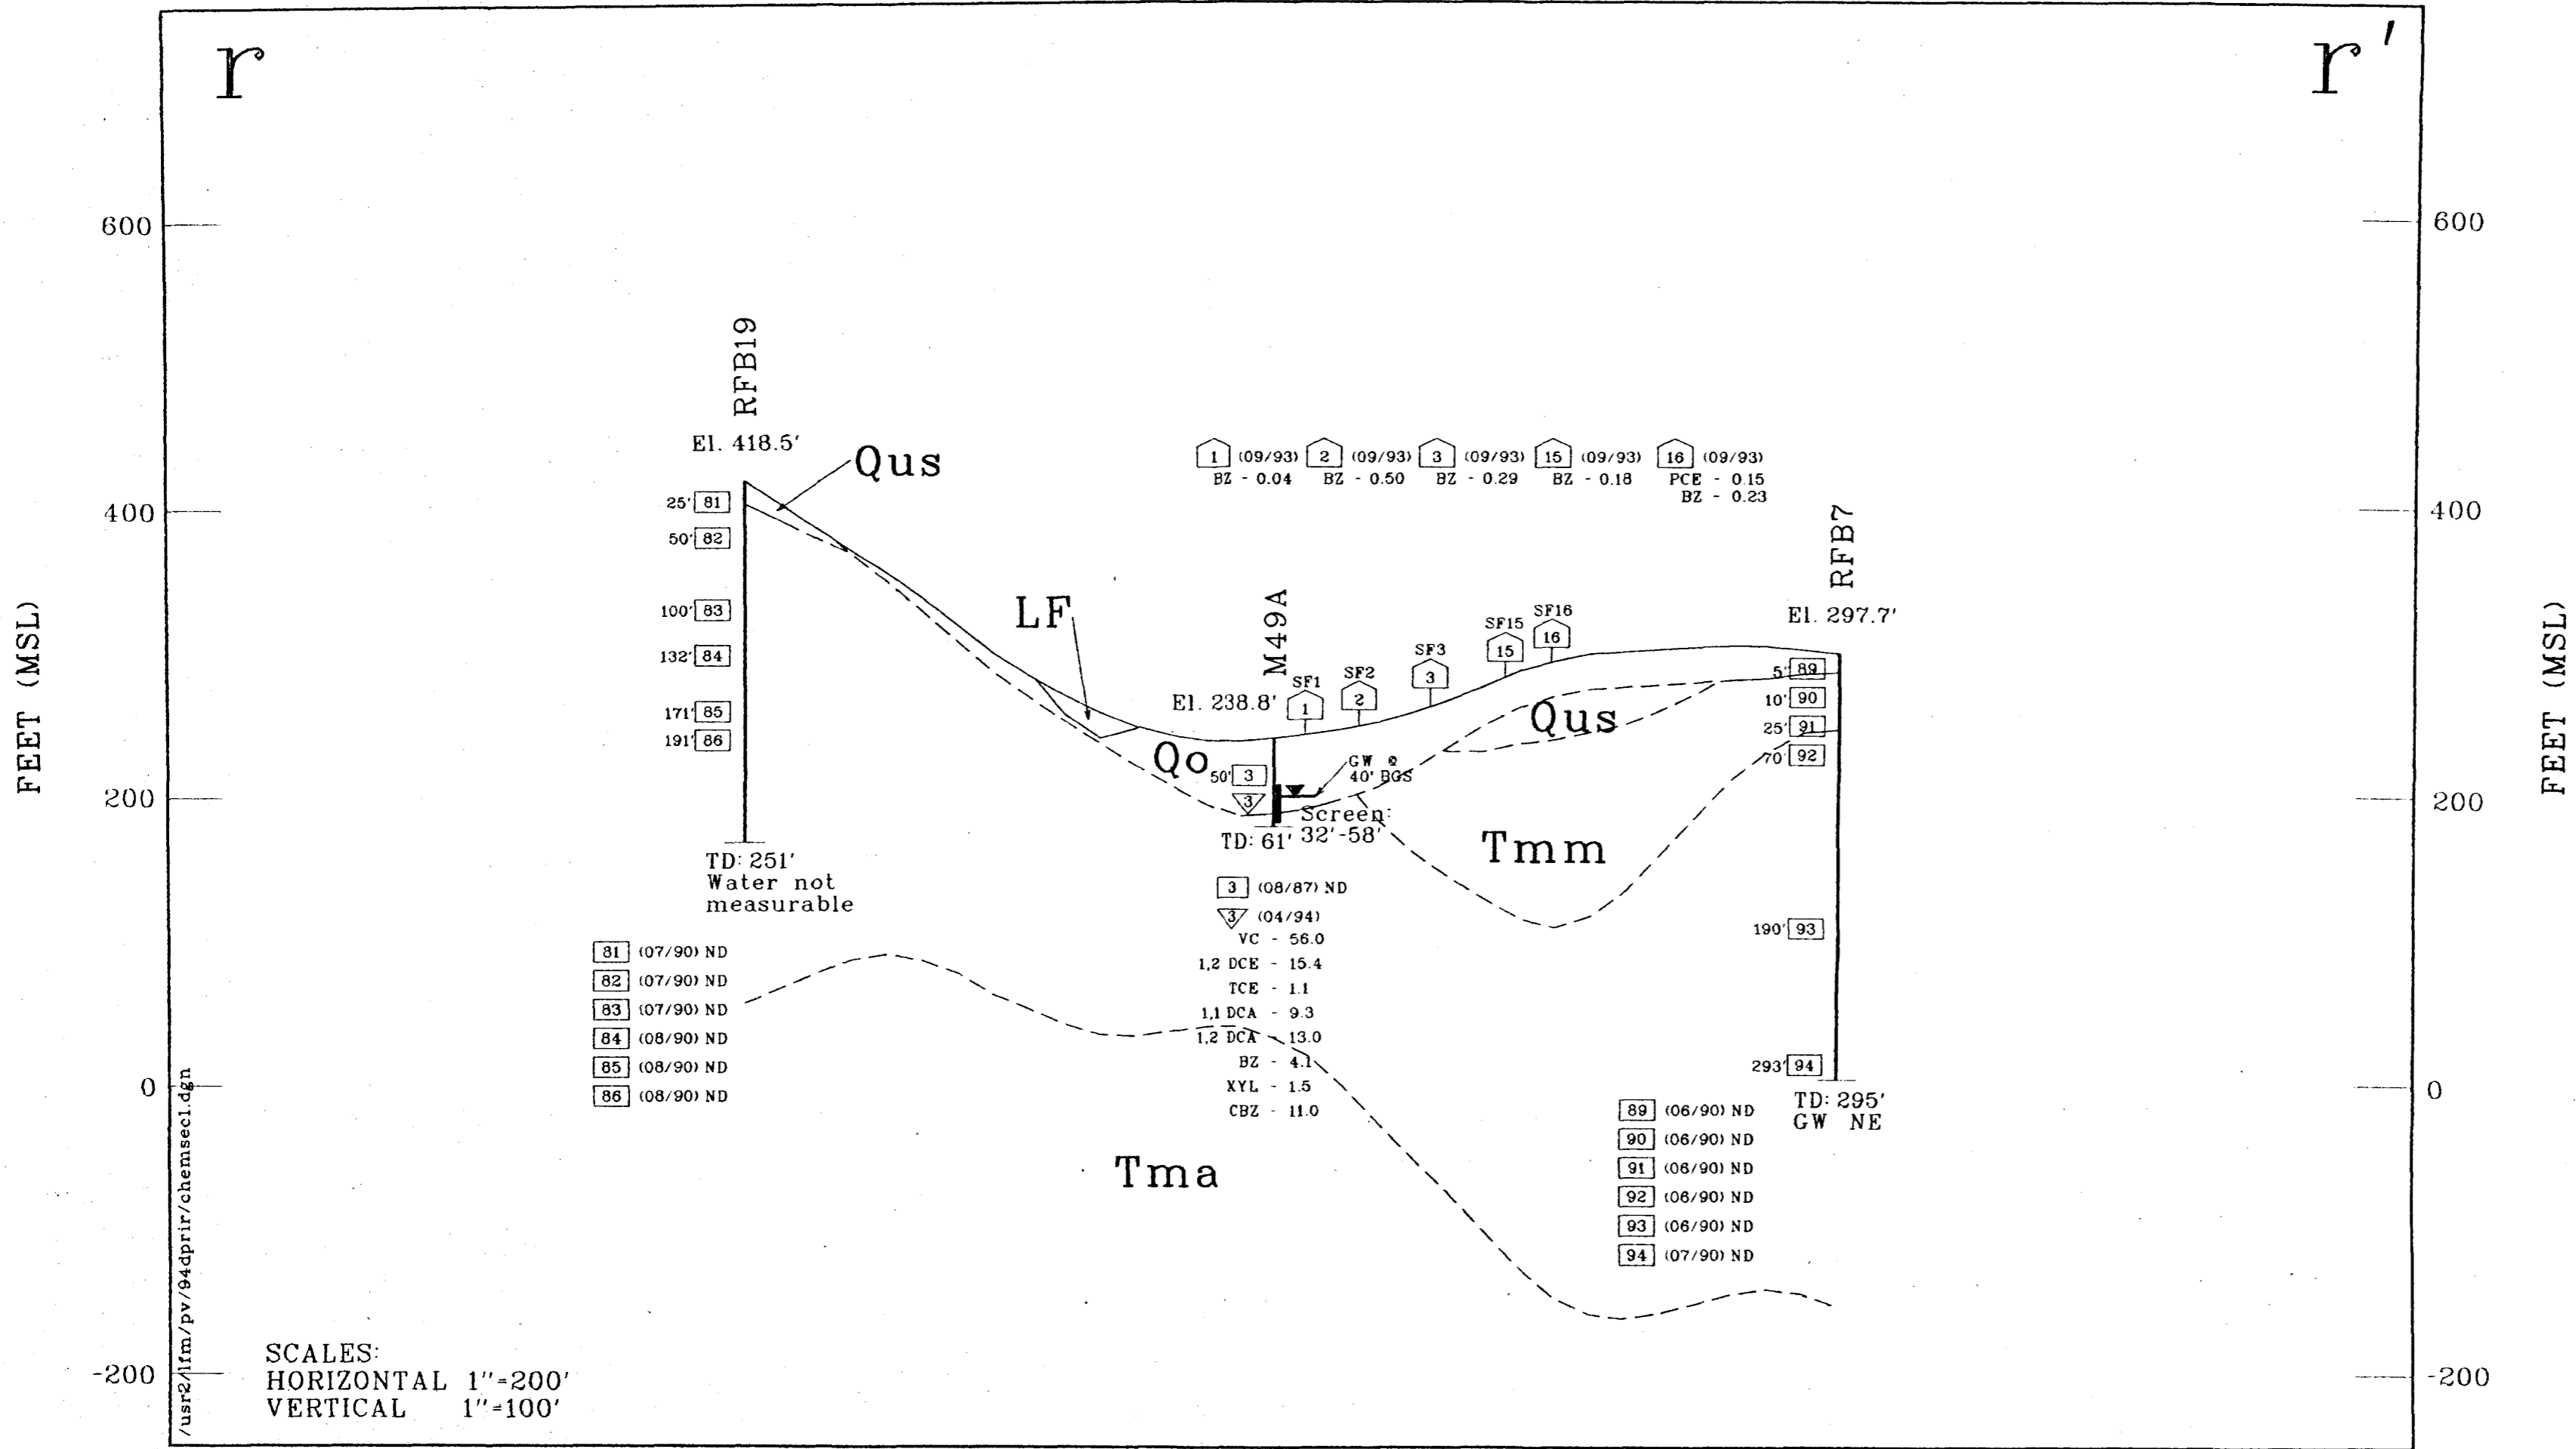 r
r'
600
600
400
400
200
200
0
0
-200
-200
FEET (MSL)
FEET (MSL)
RFB19
El. 418.5'
Qus
25' 81
50' 82
100' 83
132' 84
171' 85
191' 86
TD: 251'
Water not
measurable
81 (07/90) ND
82 (07/90) ND
83 (07/90) ND
84 (08/90) ND
85 (08/90) ND
86 (08/90) ND
LF
Qo
M49A
El. 238.8'
50' 3
3
GW @
40' BGS
Screen:
32'-58'
TD: 61'
3 (08/87) ND
3 (04/94)
VC - 56.0
1,2 DCE - 15.4
TCE - 1.1
1,1 DCA - 9.3
1,2 DCA - 13.0
BZ - 4.1
XYL - 1.5
CBZ - 11.0
1 (09/93)
BZ - 0.04
2 (09/93)
BZ - 0.50
3 (09/93)
BZ - 0.29
15 (09/93)
BZ - 0.18
16 (09/93)
PCE - 0.15
BZ - 0.23
SF1
1
SF2
2
SF3
3
SF15
15
SF16
16
Qus
Tmm
Tma
RFB7
El. 297.7'
5' 89
10' 90
25' 91
70' 92
190' 93
293' 94
TD: 295'
GW NE
89 (06/90) ND
90 (06/90) ND
91 (06/90) ND
92 (06/90) ND
93 (06/90) ND
94 (07/90) ND
/usr2/lfm/pv/94dprir/chemsec1.dgn
SCALES:
HORIZONTAL 1"=200'
VERTICAL 1"=100'